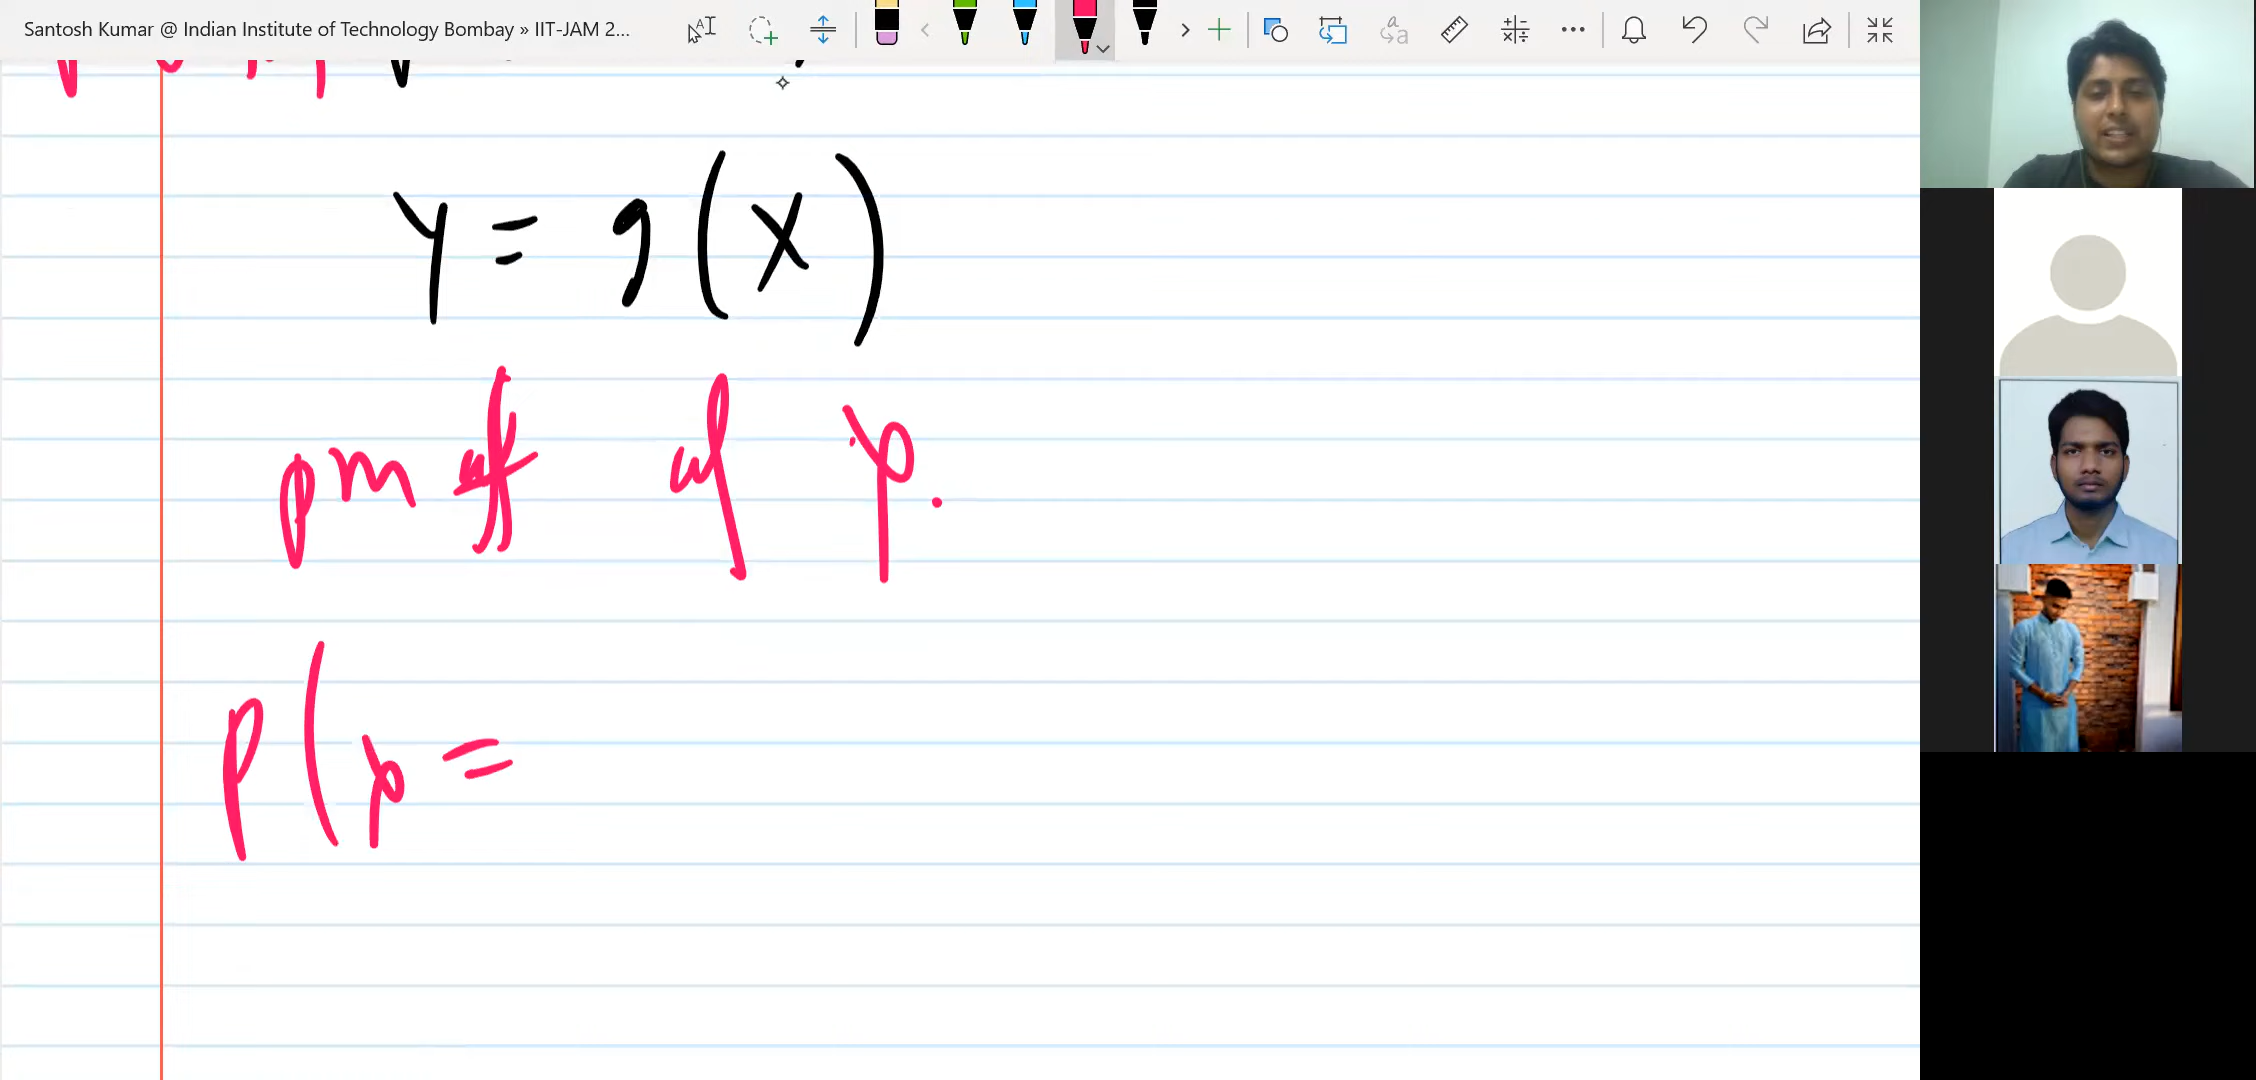 Santosh Kumar @ Indian Institute of Technology Bombay » IIT-JAM 2...
y = g(x)
pmf of y.
P(y =